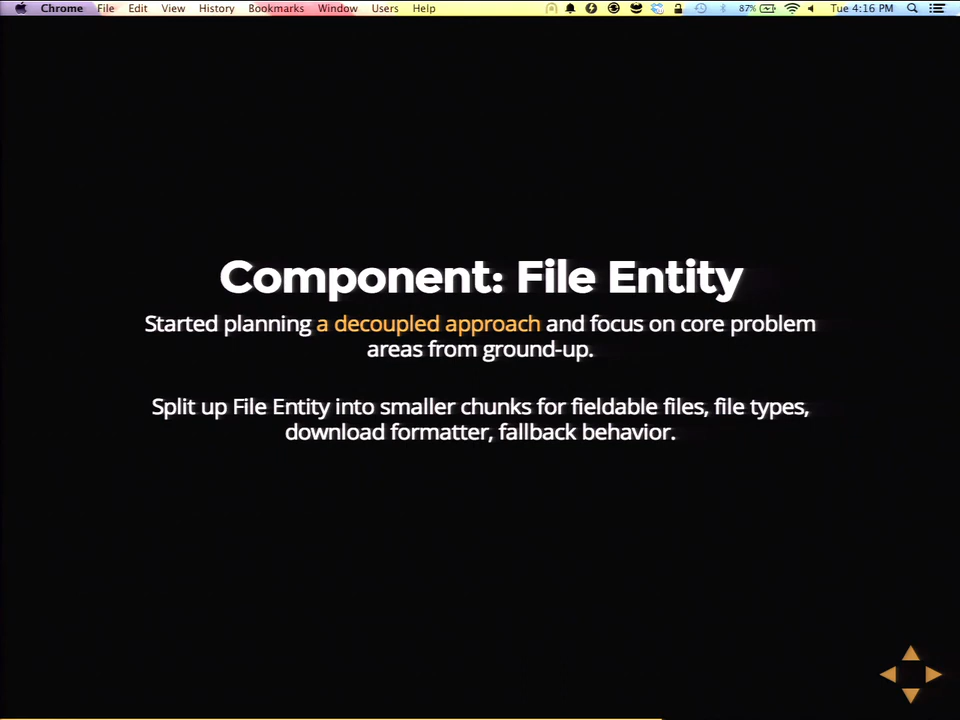 Chrome File Edit View History Bookmarks Window Users Help 87% Tue 4:16 PM
Component: File Entity
Started planning a decoupled approach and focus on core problem
areas from ground-up.
Split up File Entity into smaller chunks for fieldable files, file types,
download formatter, fallback behavior.